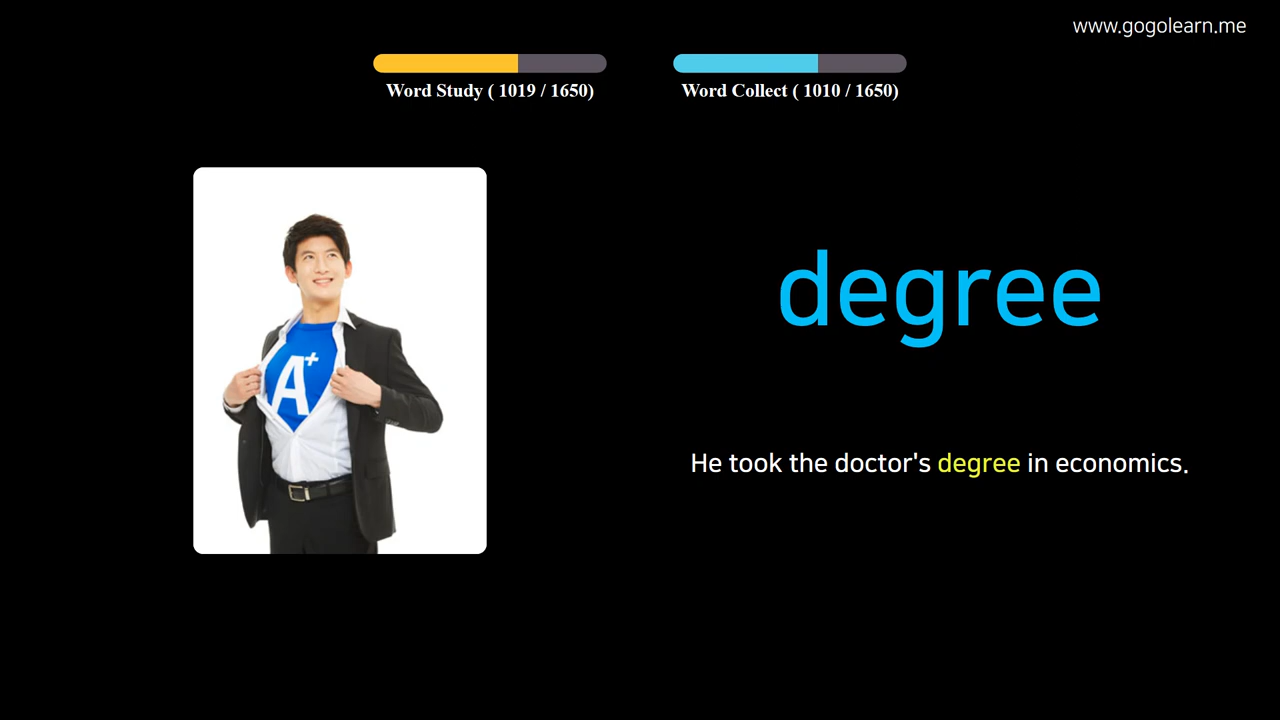 www.gogolearn.me
Word Study ( 1019 / 1650)
Word Collect ( 1010 / 1650)
A+
degree
He took the doctor's degree in economics.